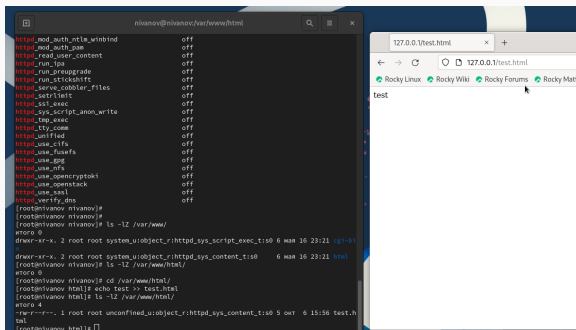 nivanov@nivanov:/var/www/html
httpd_mod_auth_ntlm_winbind off
httpd_mod_auth_pam off
httpd_read_user_content off
httpd_run_ipa off
httpd_run_preupgrade off
httpd_run_stickshift off
httpd_serve_cobbler_files off
httpd_setrlimit off
httpd_ssi_exec off
httpd_sys_script_anon_write off
httpd_tmp_exec off
httpd_tty_comm off
httpd_unified off
httpd_use_cifs off
httpd_use_fusefs off
httpd_use_gpg off
httpd_use_nfs off
httpd_use_opencryptoki off
httpd_use_openstack off
httpd_use_sasl off
httpd_verify_dns off
[root@nivanov nivanov]#
[root@nivanov nivanov]#
[root@nivanov nivanov]# ls -lZ /var/www/
итого 0
drwxr-xr-x. 2 root root system_u:object_r:httpd_sys_script_exec_t:s0 6 мая 16 23:21 cgi-bi
n
drwxr-xr-x. 2 root root system_u:object_r:httpd_sys_content_t:s0 6 мая 16 23:21 html
[root@nivanov nivanov]# ls -lZ /var/www/html/
итого 0
[root@nivanov nivanov]# cd /var/www/html/
[root@nivanov html]# echo test >> test.html
[root@nivanov html]# ls -lZ /var/www/html/
итого 4
-rw-r--r--. 1 root root unconfined_u:object_r:httpd_sys_content_t:s0 5 окт 6 15:56 test.h
tml
[root@nivanov html]#
127.0.0.1/test.html
127.0.0.1/test.html
Rocky Linux Rocky Wiki Rocky Forums Rocky Matt
test